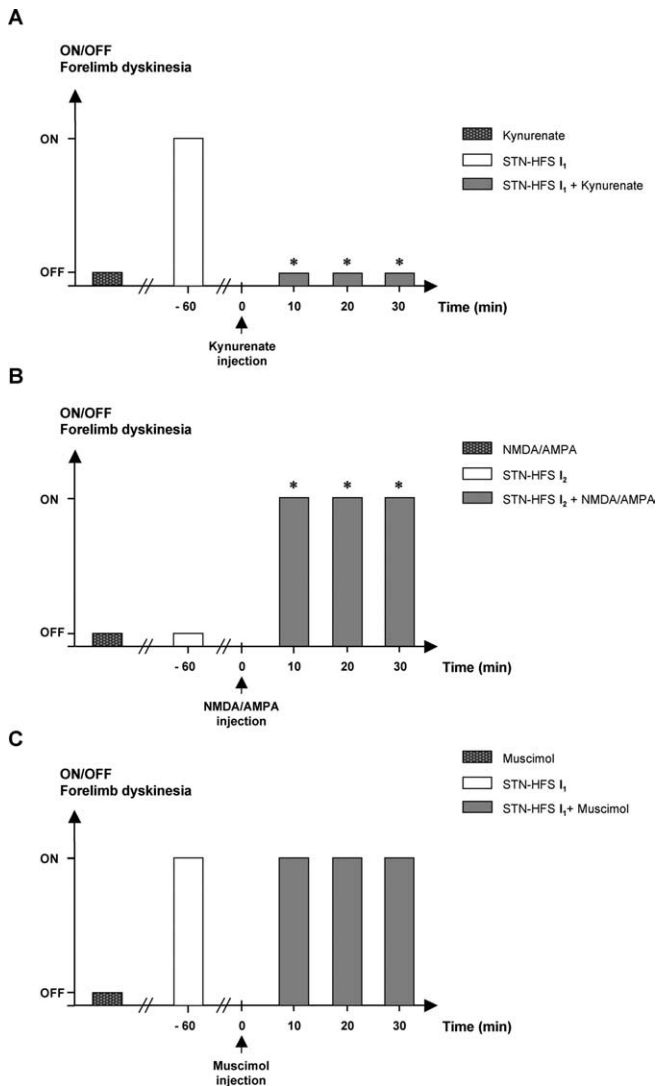 A
ON/OFF
Forelimb dyskinesia
ON
OFF
Kynurenate
STN-HFS I₁
STN-HFS I₁ + Kynurenate
* * *
// //
- 60 0 10 20 30 Time (min)
Kynurenate
injection
B
ON/OFF
Forelimb dyskinesia
ON
OFF
NMDA/AMPA
STN-HFS I₂
STN-HFS I₂ + NMDA/AMPA
* * *
// //
- 60 0 10 20 30 Time (min)
NMDA/AMPA
injection
C
ON/OFF
Forelimb dyskinesia
ON
OFF
Muscimol
STN-HFS I₁
STN-HFS I₁+ Muscimol
// //
- 60 0 10 20 30 Time (min)
Muscimol
injection